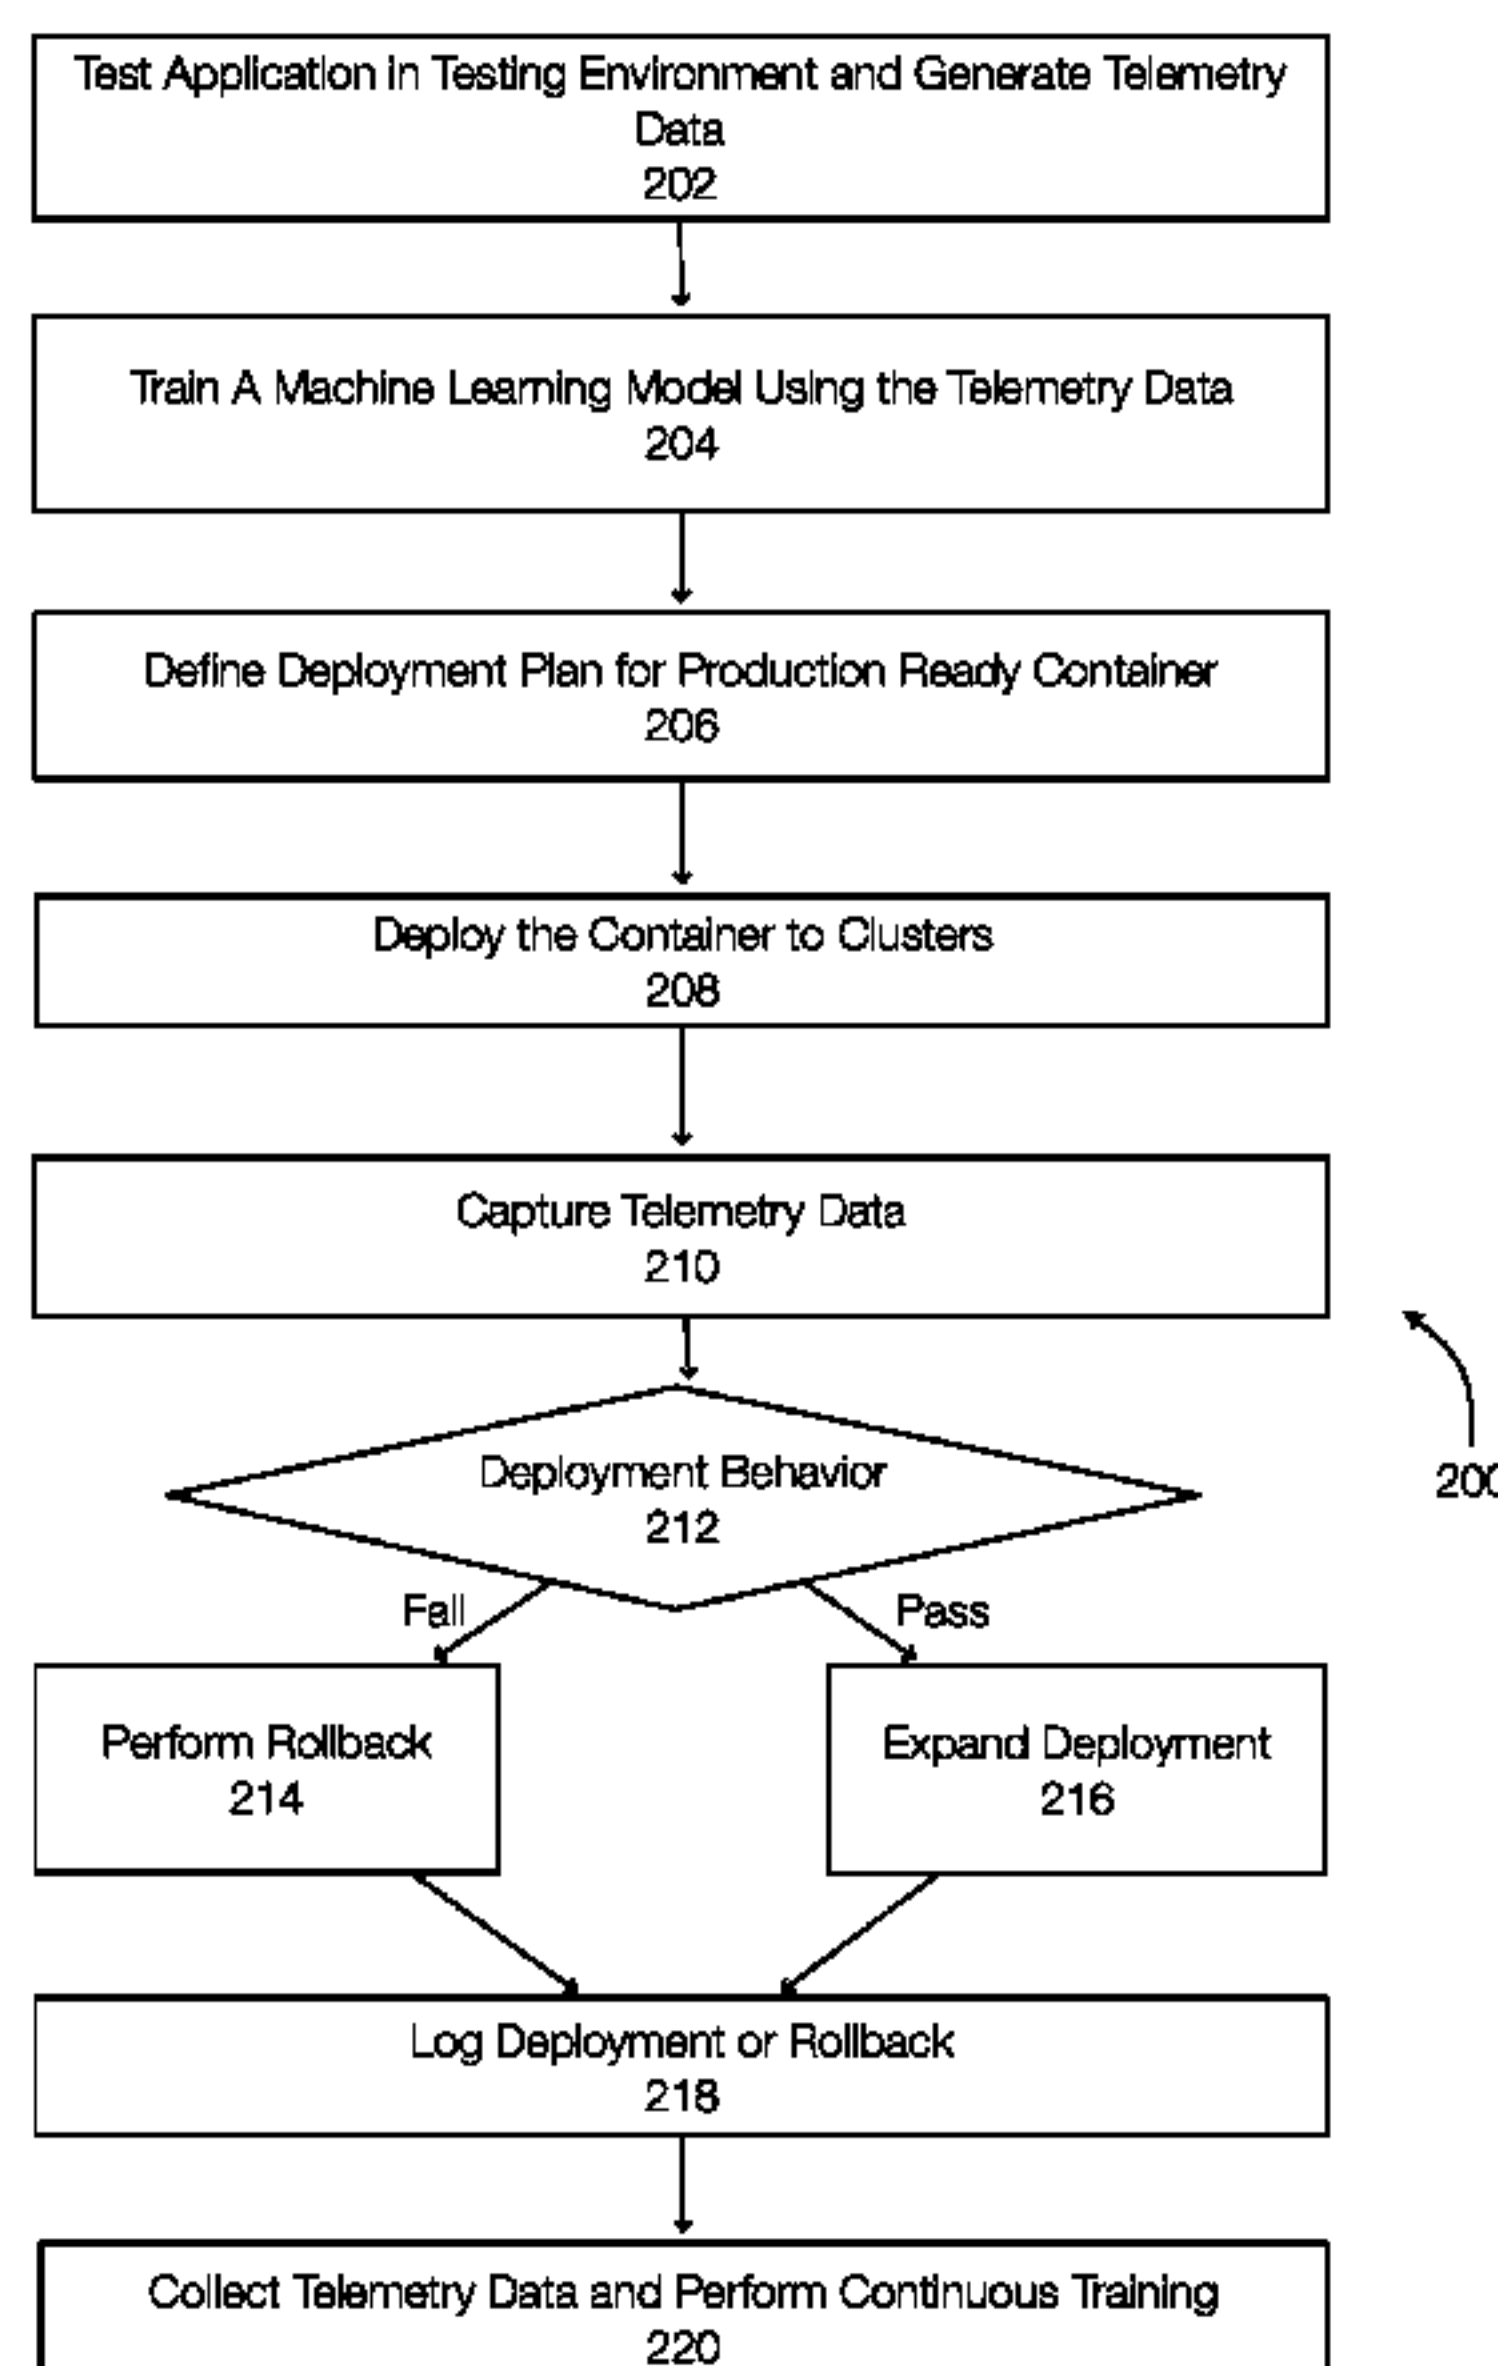 Test Application in Testing Environment and Generate Telemetry
Data
202
Train A Machine Learning Model Using the Telemetry Data
204
Define Deployment Plan for Production Ready Container
206
Deploy the Container to Clusters
208
Capture Telemetry Data
210
Deployment Behavior
212
200
Fail
Pass
Perform Rollback
214
Expand Deployment
216
Log Deployment or Rollback
218
Collect Telemetry Data and Perform Continuous Training
220